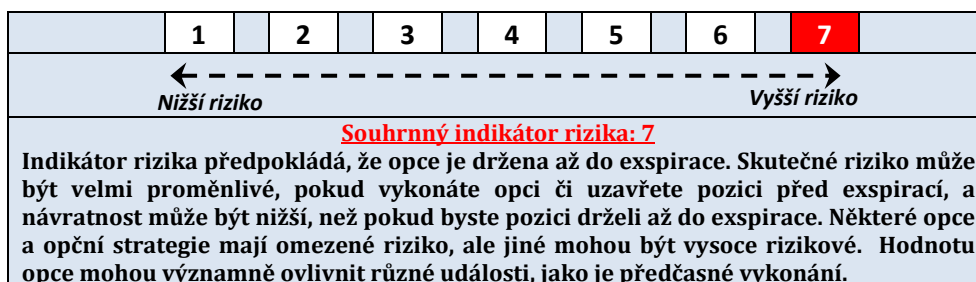 1 2 3 4 5 6 7
Nižší riziko Vyšší riziko
Souhrnný indikátor rizika: 7
Indikátor rizika předpokládá, že opce je držena až do exspirace. Skutečné riziko může
být velmi proměnlivé, pokud vykonáte opci či uzavřete pozici před exspirací, a
návratnost může být nižší, než pokud byste pozici drželi až do exspirace. Některé opce
a opční strategie mají omezené riziko, ale jiné mohou být vysoce rizikové. Hodnotu
opce mohou významně ovlivnit různé události, jako je předčasné vykonání.